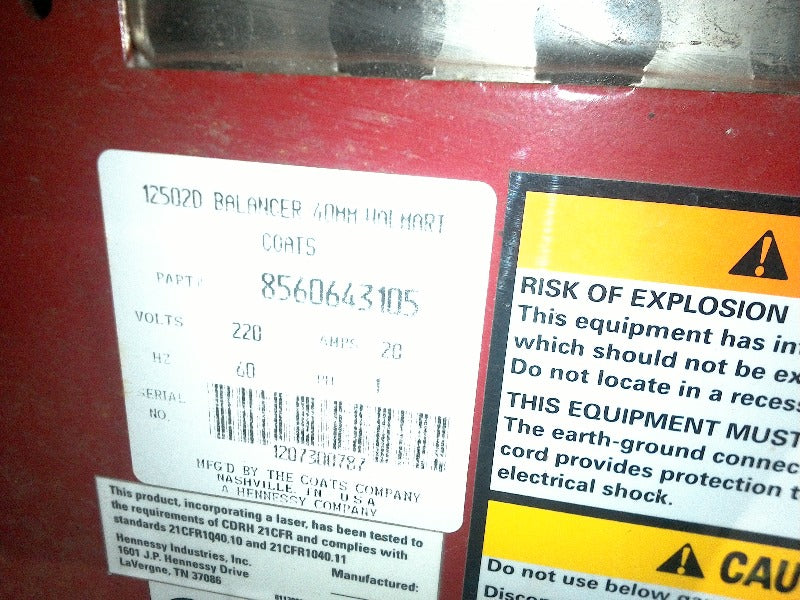 12502D BALANCER 40MM WALMART
COATS
PART# 8560643105
VOLTS 220 AMPS 20
HZ 60 PH 1
SERIAL
NO.
1207300787
MFG'D BY THE COATS COMPANY
NASHVILLE TN USA
A HENNESSY COMPANY
This product, incorporating a laser, has been tested to
the requirements of CDRH 21CFR and complies with
standards 21CFR1040.10 and 21CFR1040.11
Hennessy Industries, Inc.
1601 J.P. Hennessy Drive
LaVergne, TN 37086
Manufactured:
RISK OF EXPLOSION
This equipment has in
which should not be ex
Do not locate in a recess
THIS EQUIPMENT MUST
The earth-ground connec
cord provides protection t
electrical shock.
CAU
Do not use below